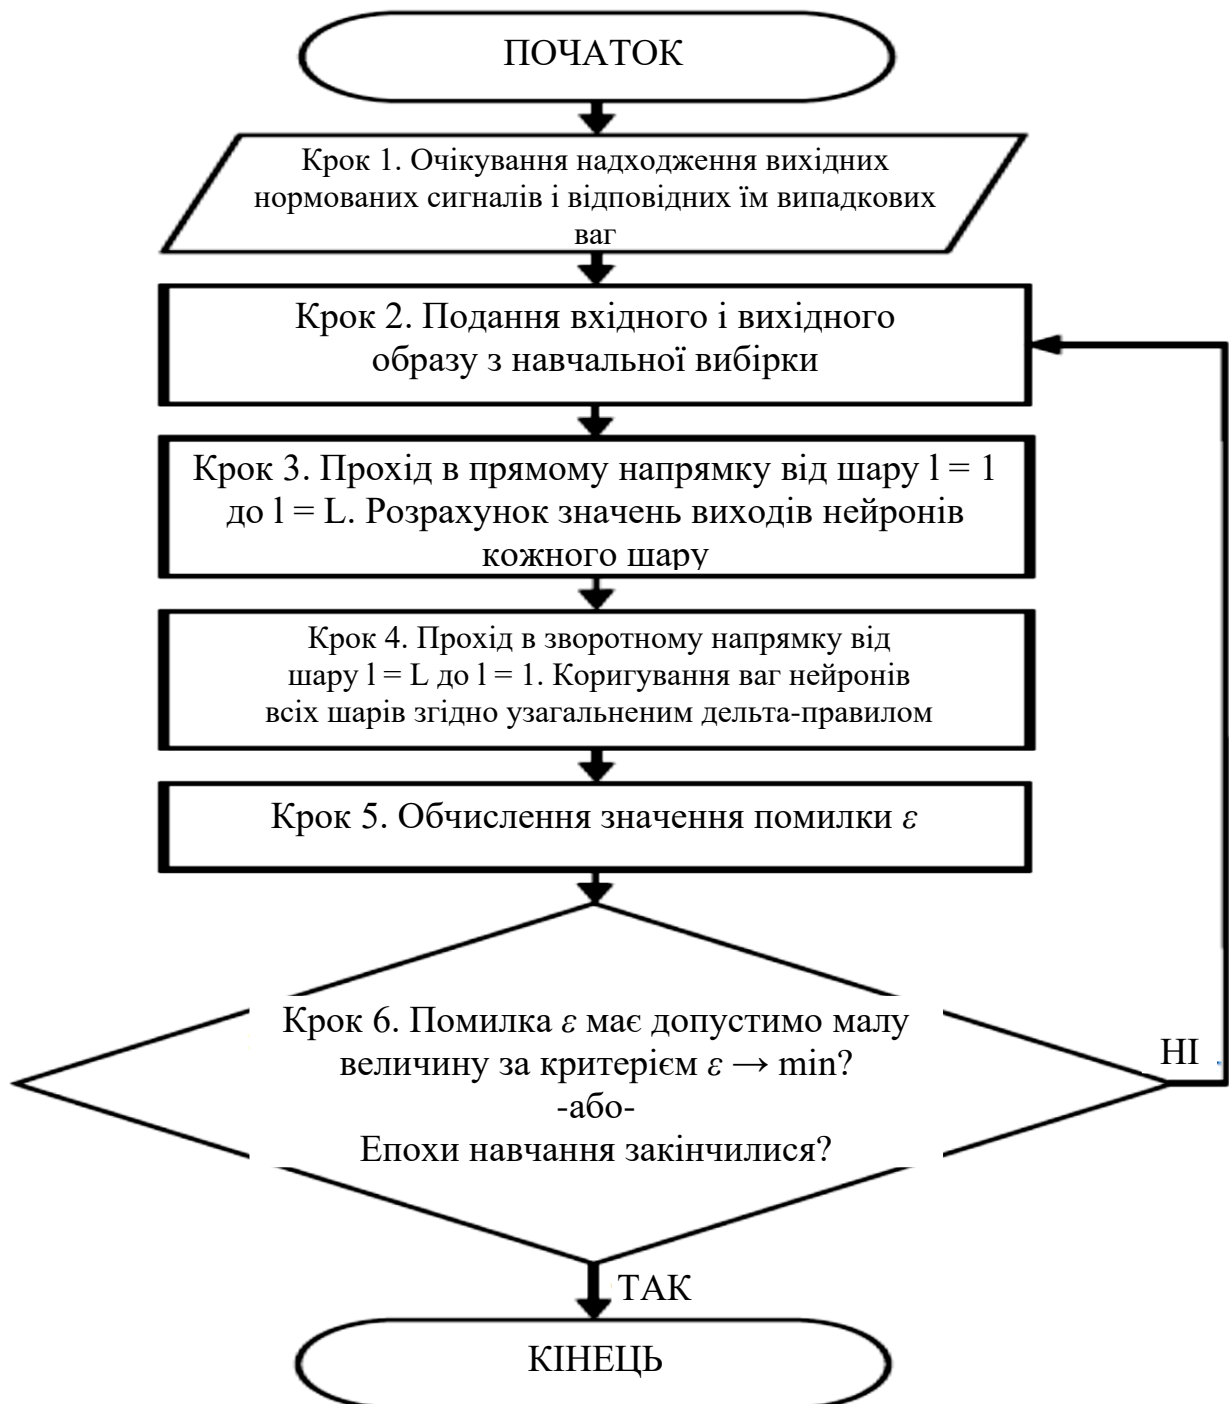 ПОЧАТОК
Крок 1. Очікування надходження вихідних
нормованих сигналів і відповідних їм випадкових
ваг
Крок 2. Подання вхідного і вихідного
образу з навчальної вибірки
Крок 3. Прохід в прямому напрямку від шару l = 1
до l = L. Розрахунок значень виходів нейронів
кожного шару
Крок 4. Прохід в зворотному напрямку від
шару l = L до l = 1. Коригування ваг нейронів
всіх шарів згідно узагальненим дельта-правилом
Крок 5. Обчислення значення помилки ε
Крок 6. Помилка ε має допустимо малу
величину за критерієм ε → min?
-або-
Епохи навчання закінчилися?
НІ
ТАК
КІНЕЦЬ